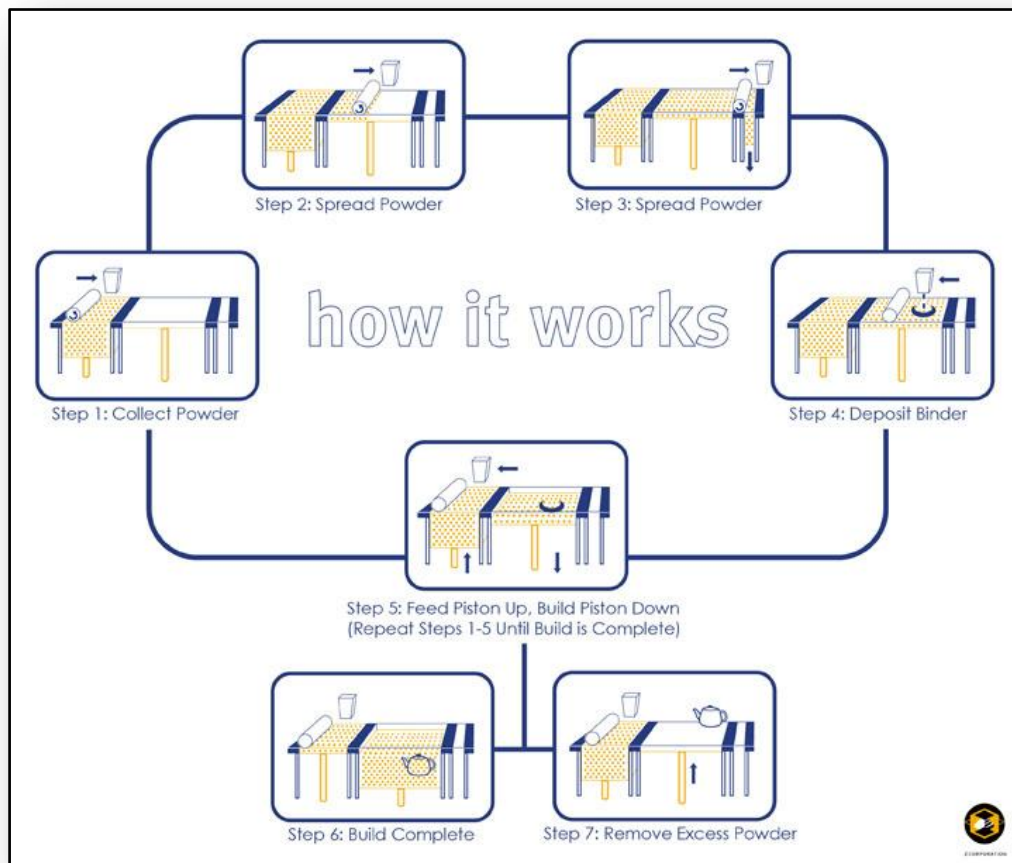 Step 2: Spread Powder
Step 3: Spread Powder
how it works
Step 1: Collect Powder
Step 4: Deposit Binder
Step 5: Feed Piston Up, Build Piston Down
(Repeat Steps 1-5 Until Build is Complete)
Step 6: Build Complete
Step 7: Remove Excess Powder
Z CORPORATION